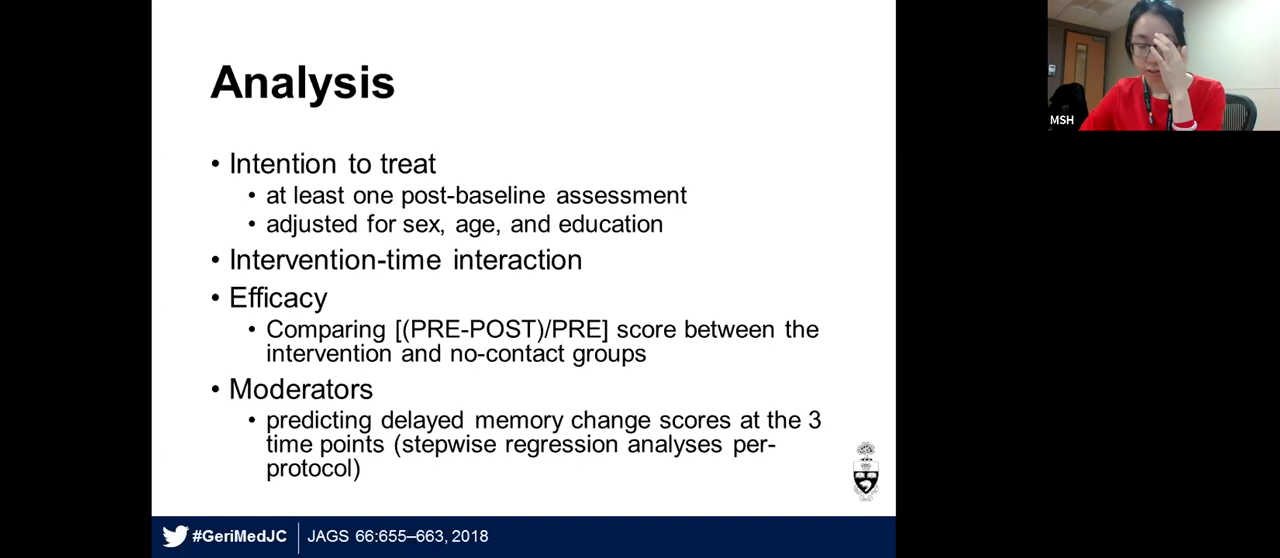 Analysis
• Intention to treat
• at least one post-baseline assessment
• adjusted for sex, age, and education
• Intervention-time interaction
• Efficacy
• Comparing [(PRE-POST)/PRE] score between the
intervention and no-contact groups
• Moderators
• predicting delayed memory change scores at the 3
time points (stepwise regression analyses per-
protocol)
#GeriMedJC
JAGS 66:655–663, 2018
MSH